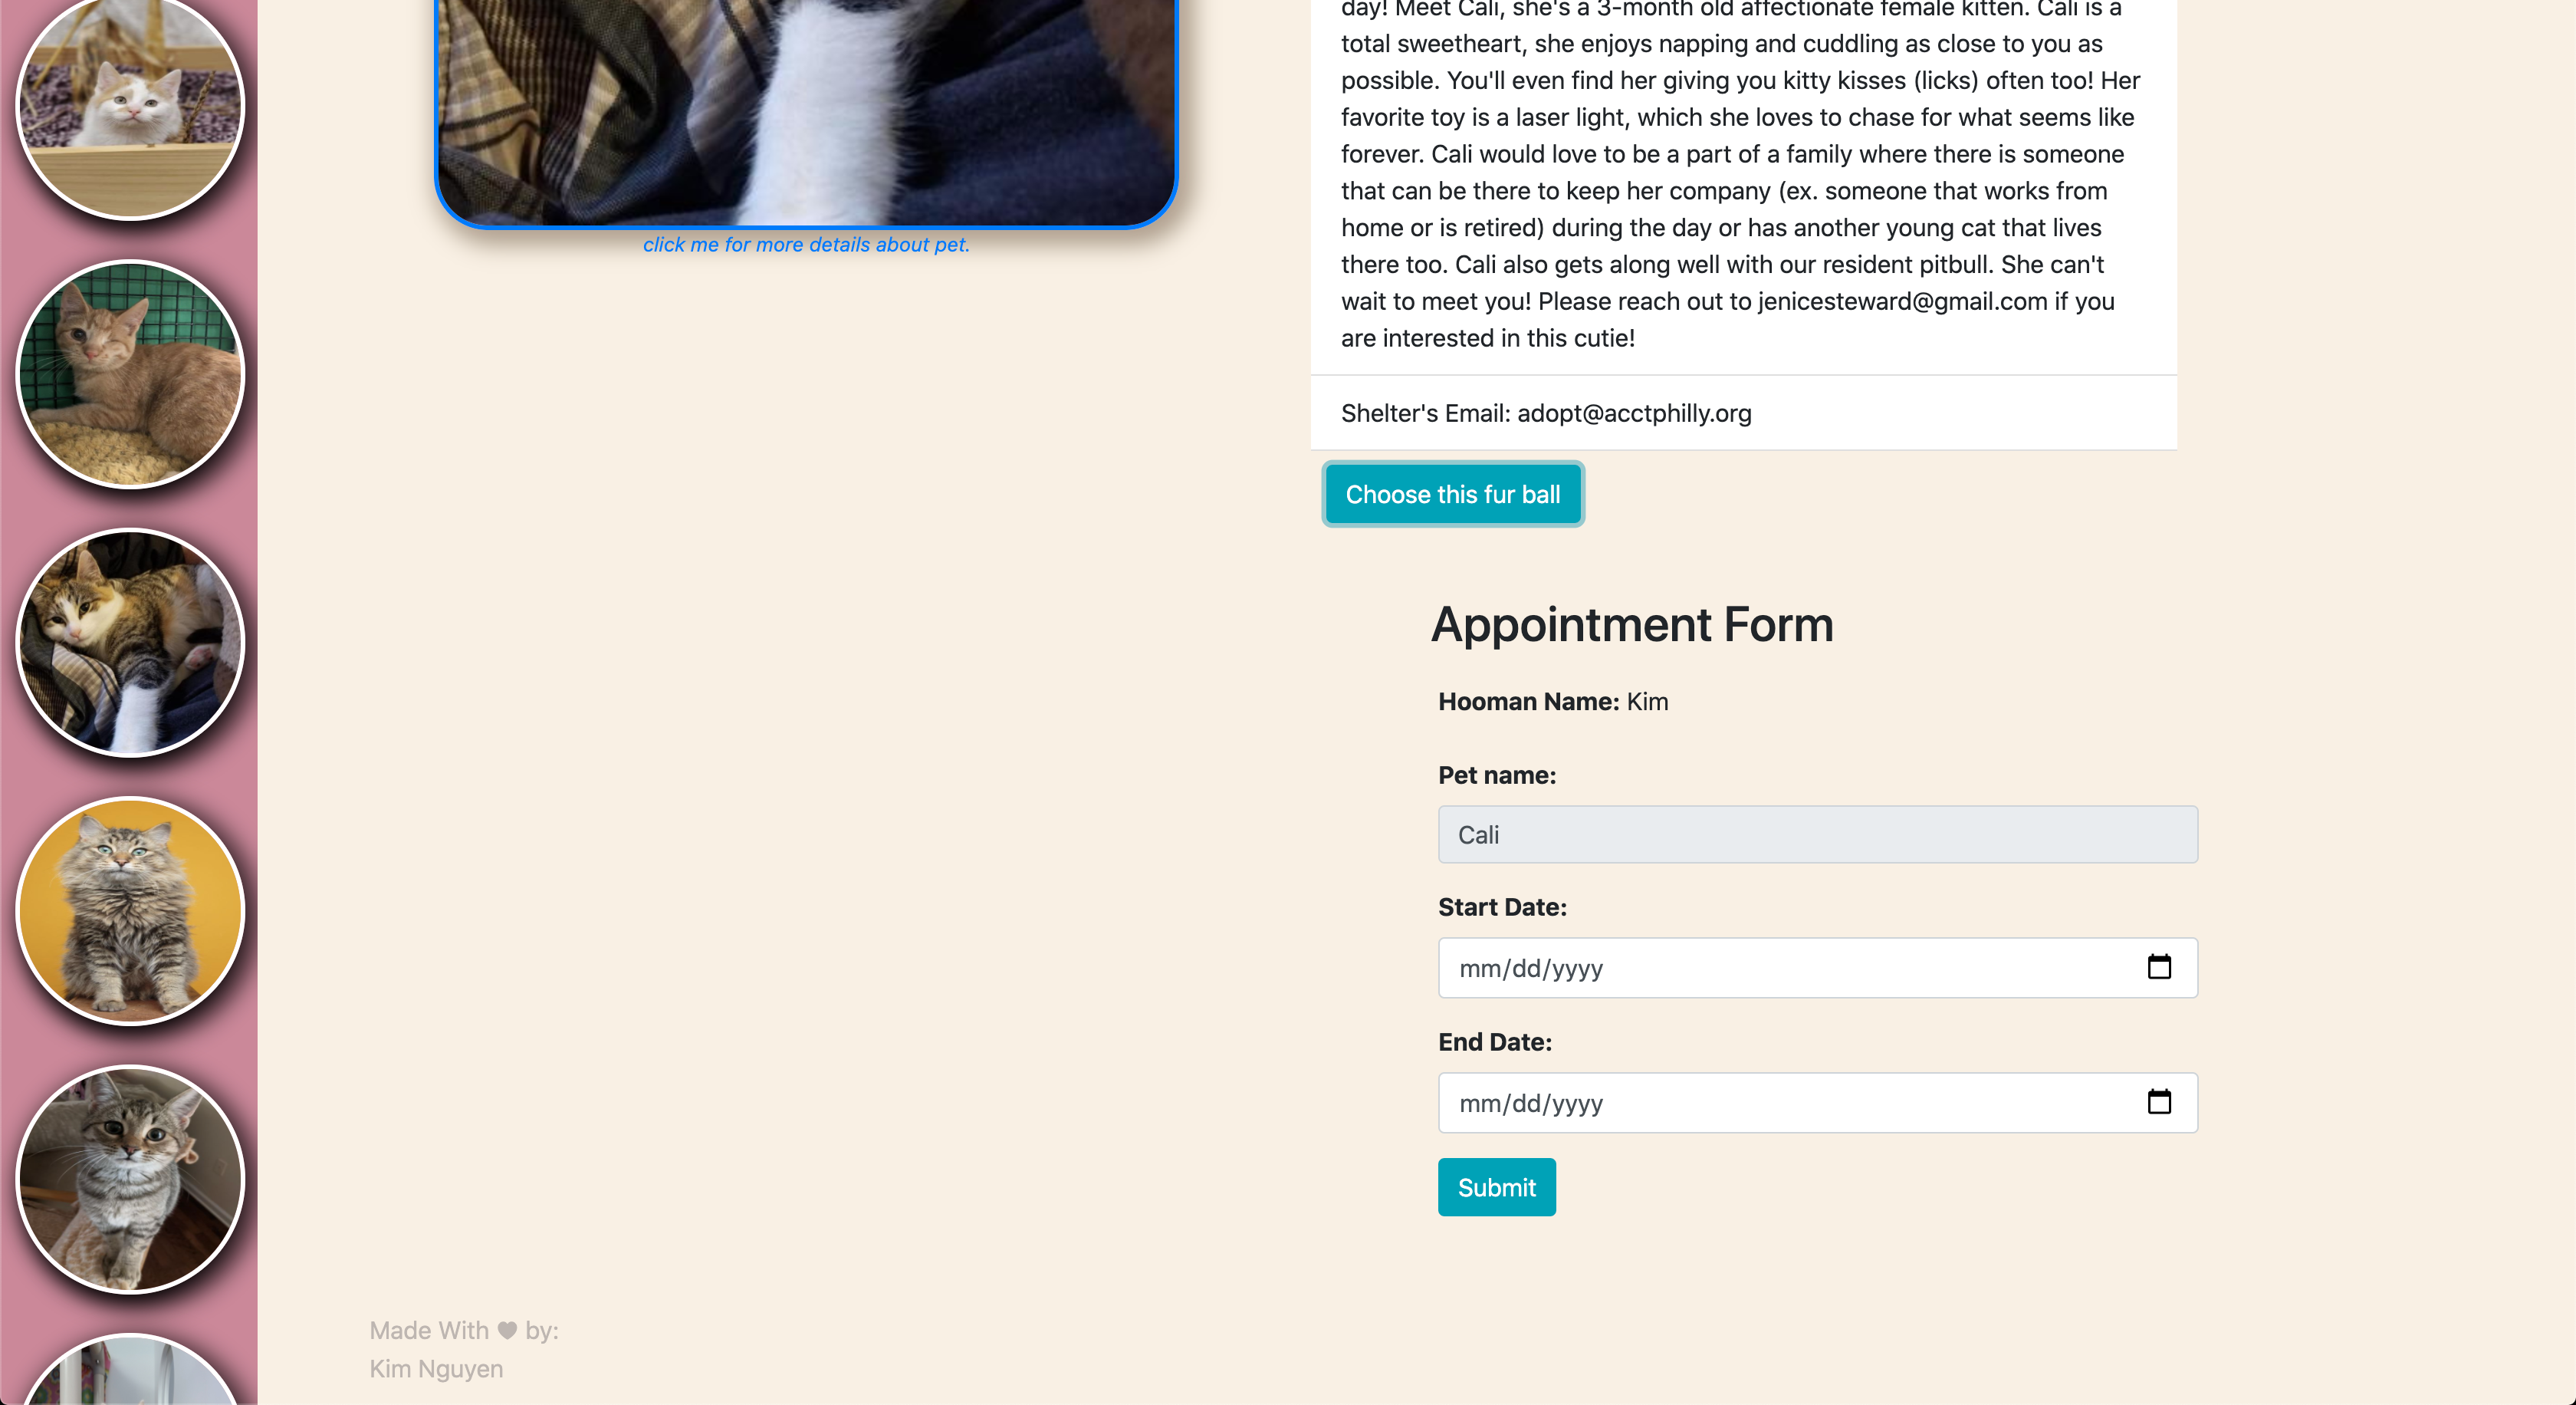 day! Meet Cali, she's a 3-month old affectionate female kitten. Cali is a
total sweetheart, she enjoys napping and cuddling as close to you as
possible. You'll even find her giving you kitty kisses (licks) often too! Her
favorite toy is a laser light, which she loves to chase for what seems like
forever. Cali would love to be a part of a family where there is someone
that can be there to keep her company (ex. someone that works from
home or is retired) during the day or has another young cat that lives
there too. Cali also gets along well with our resident pitbull. She can't
wait to meet you! Please reach out to jenicesteward@gmail.com if you
are interested in this cutie!
click me for more details about pet.
Shelter's Email: adopt@acctphilly.org
Choose this fur ball
Appointment Form
Hooman Name: Kim
Pet name:
Cali
Start Date:
mm/dd/yyyy
End Date:
mm/dd/yyyy
Submit
Made With ♥ by:
Kim Nguyen